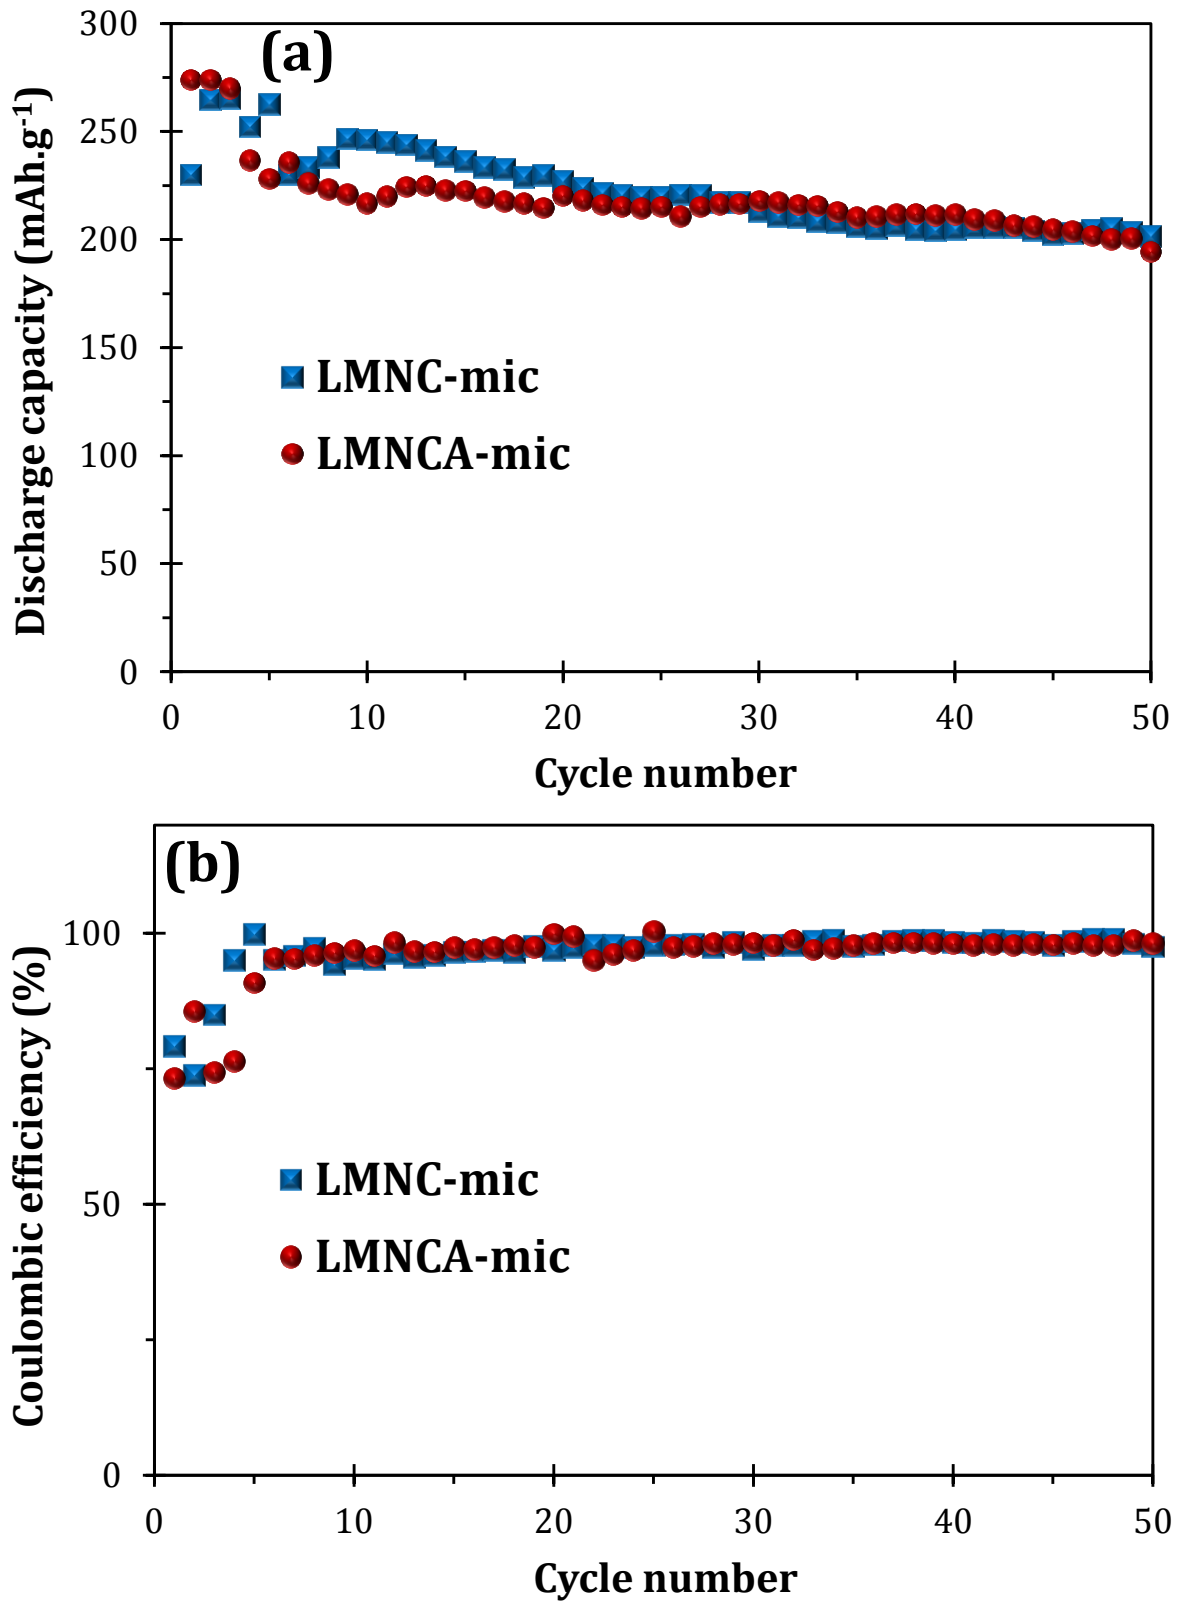 (a)
300
250
200
150
100
50
0
Discharge capacity (mAh.g⁻¹)
LMNC-mic
LMNCA-mic
0 10 20 30 40 50
Cycle number
(b)
100
50
0
Coulombic efficiency (%)
LMNC-mic
LMNCA-mic
0 10 20 30 40 50
Cycle number